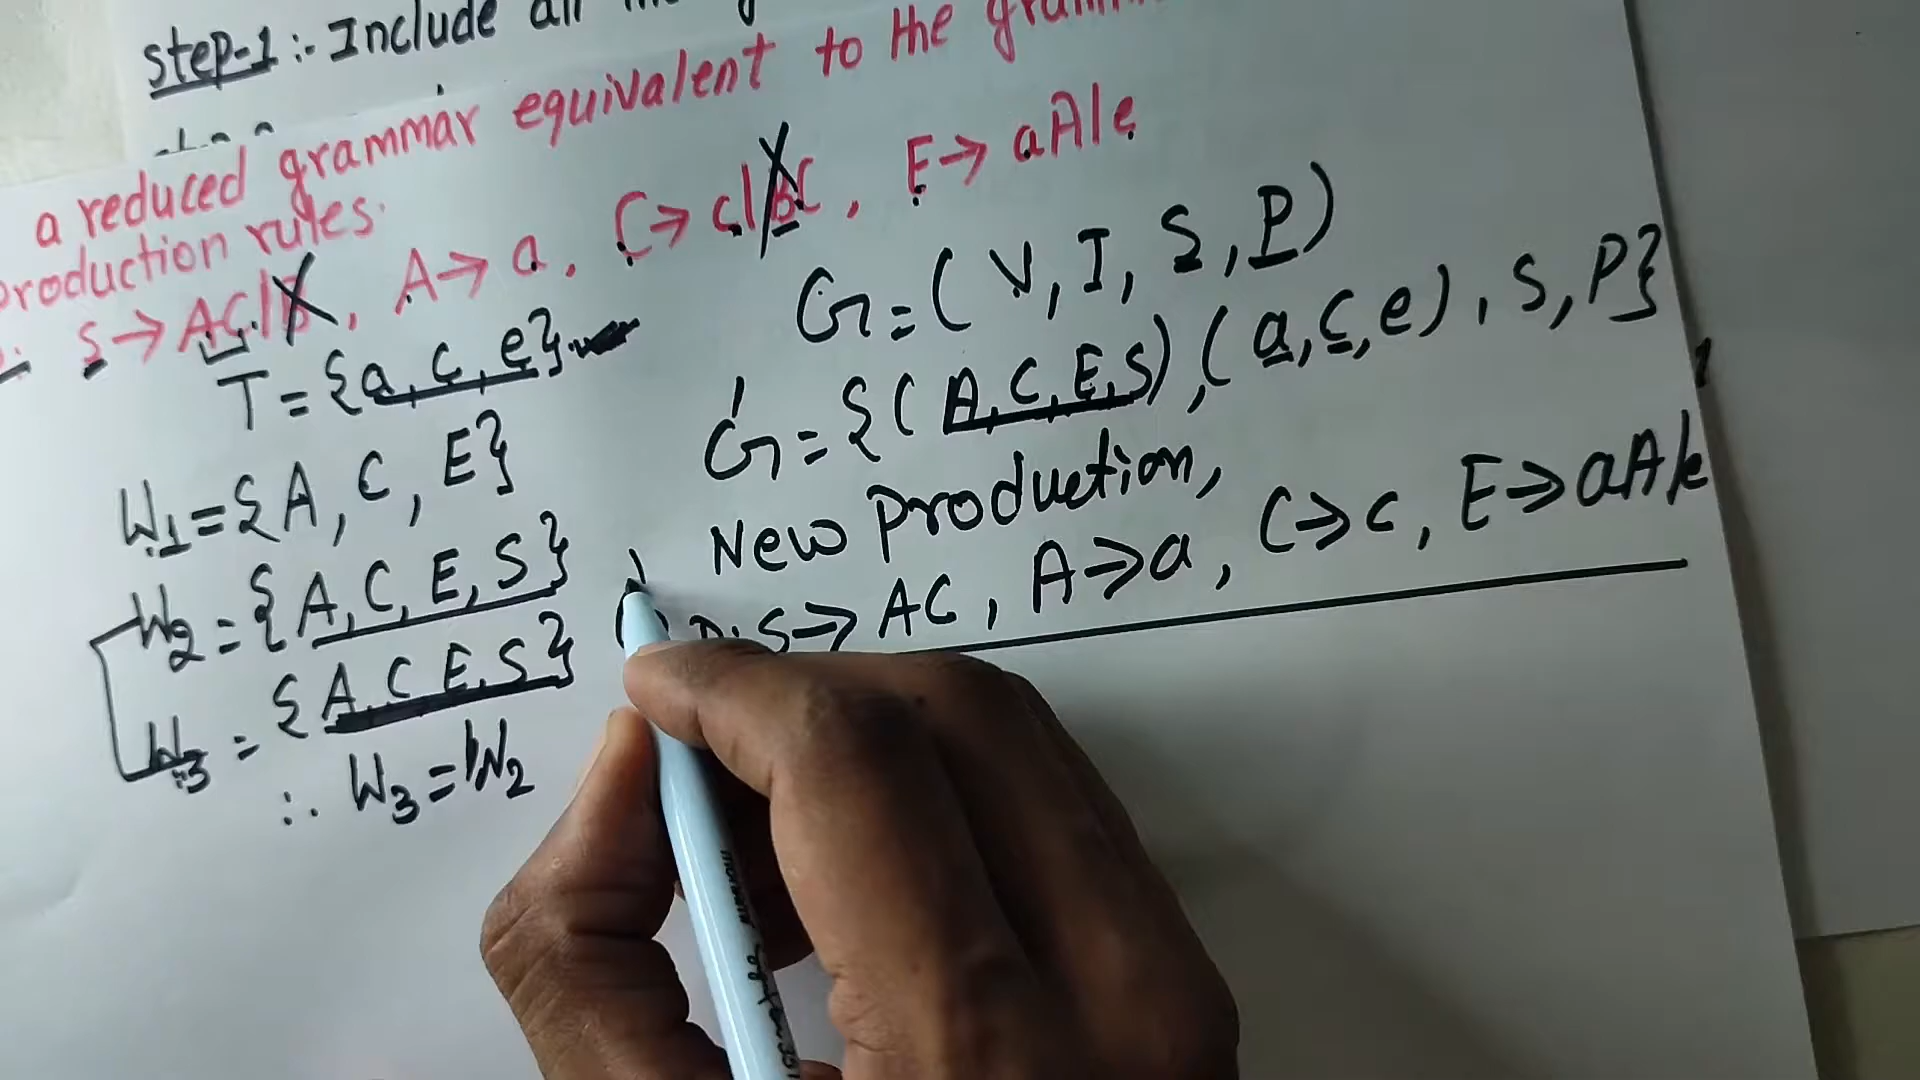 step-1:- Include all
a reduced grammar equivalent to the
production rules.
S→AC|B, A→a, C→c|BC, E→aA|e
T={a, c, e}
W1={A, C, E}
W2={A, C, E, S}
W3={A, C, E, S}
∴ W3=W2
G=(V, T, S, P)
G'={(A, C, E, S), (a, c, e), S, P}
New Production,
P: S→AC, A→a, C→c, E→aA|e